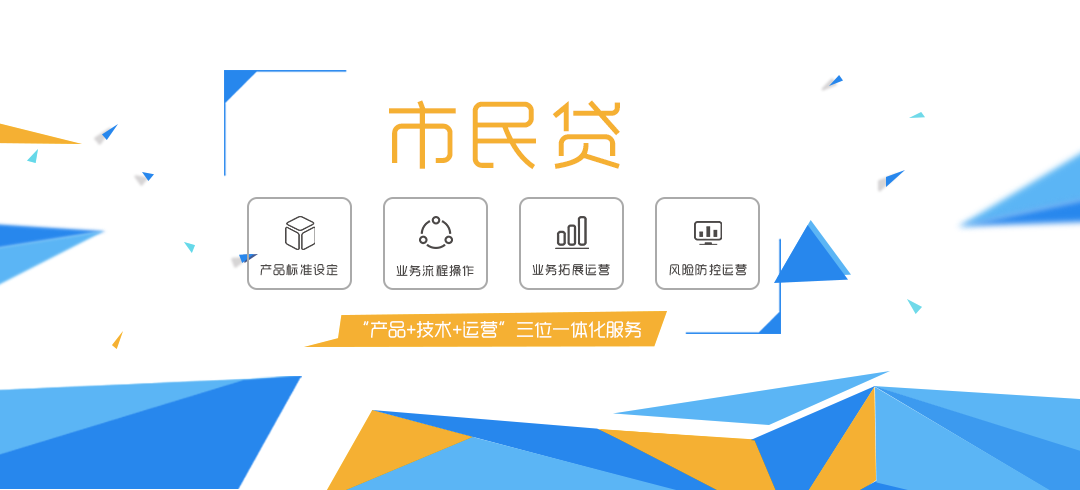 市民贷
产品标准设定
业务流程操作
业务拓展运营
风险防控运营
"产品+技术+运营" 三位一体化服务